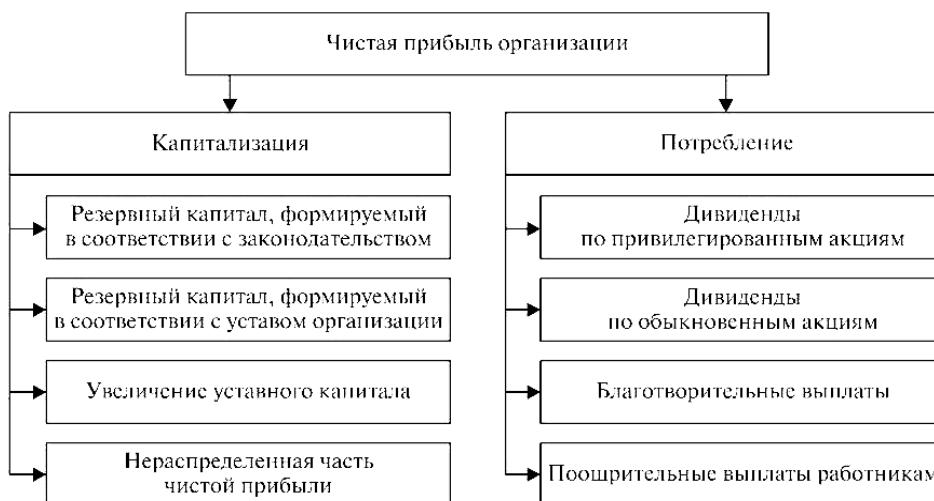 Чистая прибыль организации
Капитализация
Резервный капитал, формируемый
в соответствии с законодательством
Резервный капитал, формируемый
в соответствии с уставом организации
Увеличение уставного капитала
Нераспределенная часть
чистой прибыли
Потребление
Дивиденды
по привилегированным акциям
Дивиденды
по обыкновенным акциям
Благотворительные выплаты
Поощрительные выплаты работникам